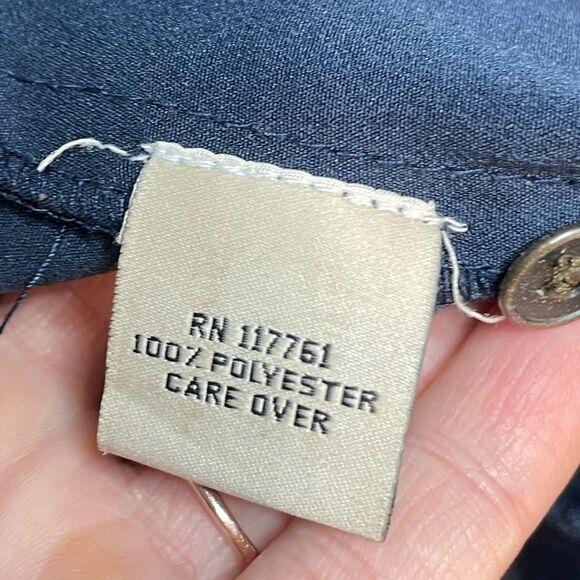 RN 117761
100% POLYESTER
CARE OVER